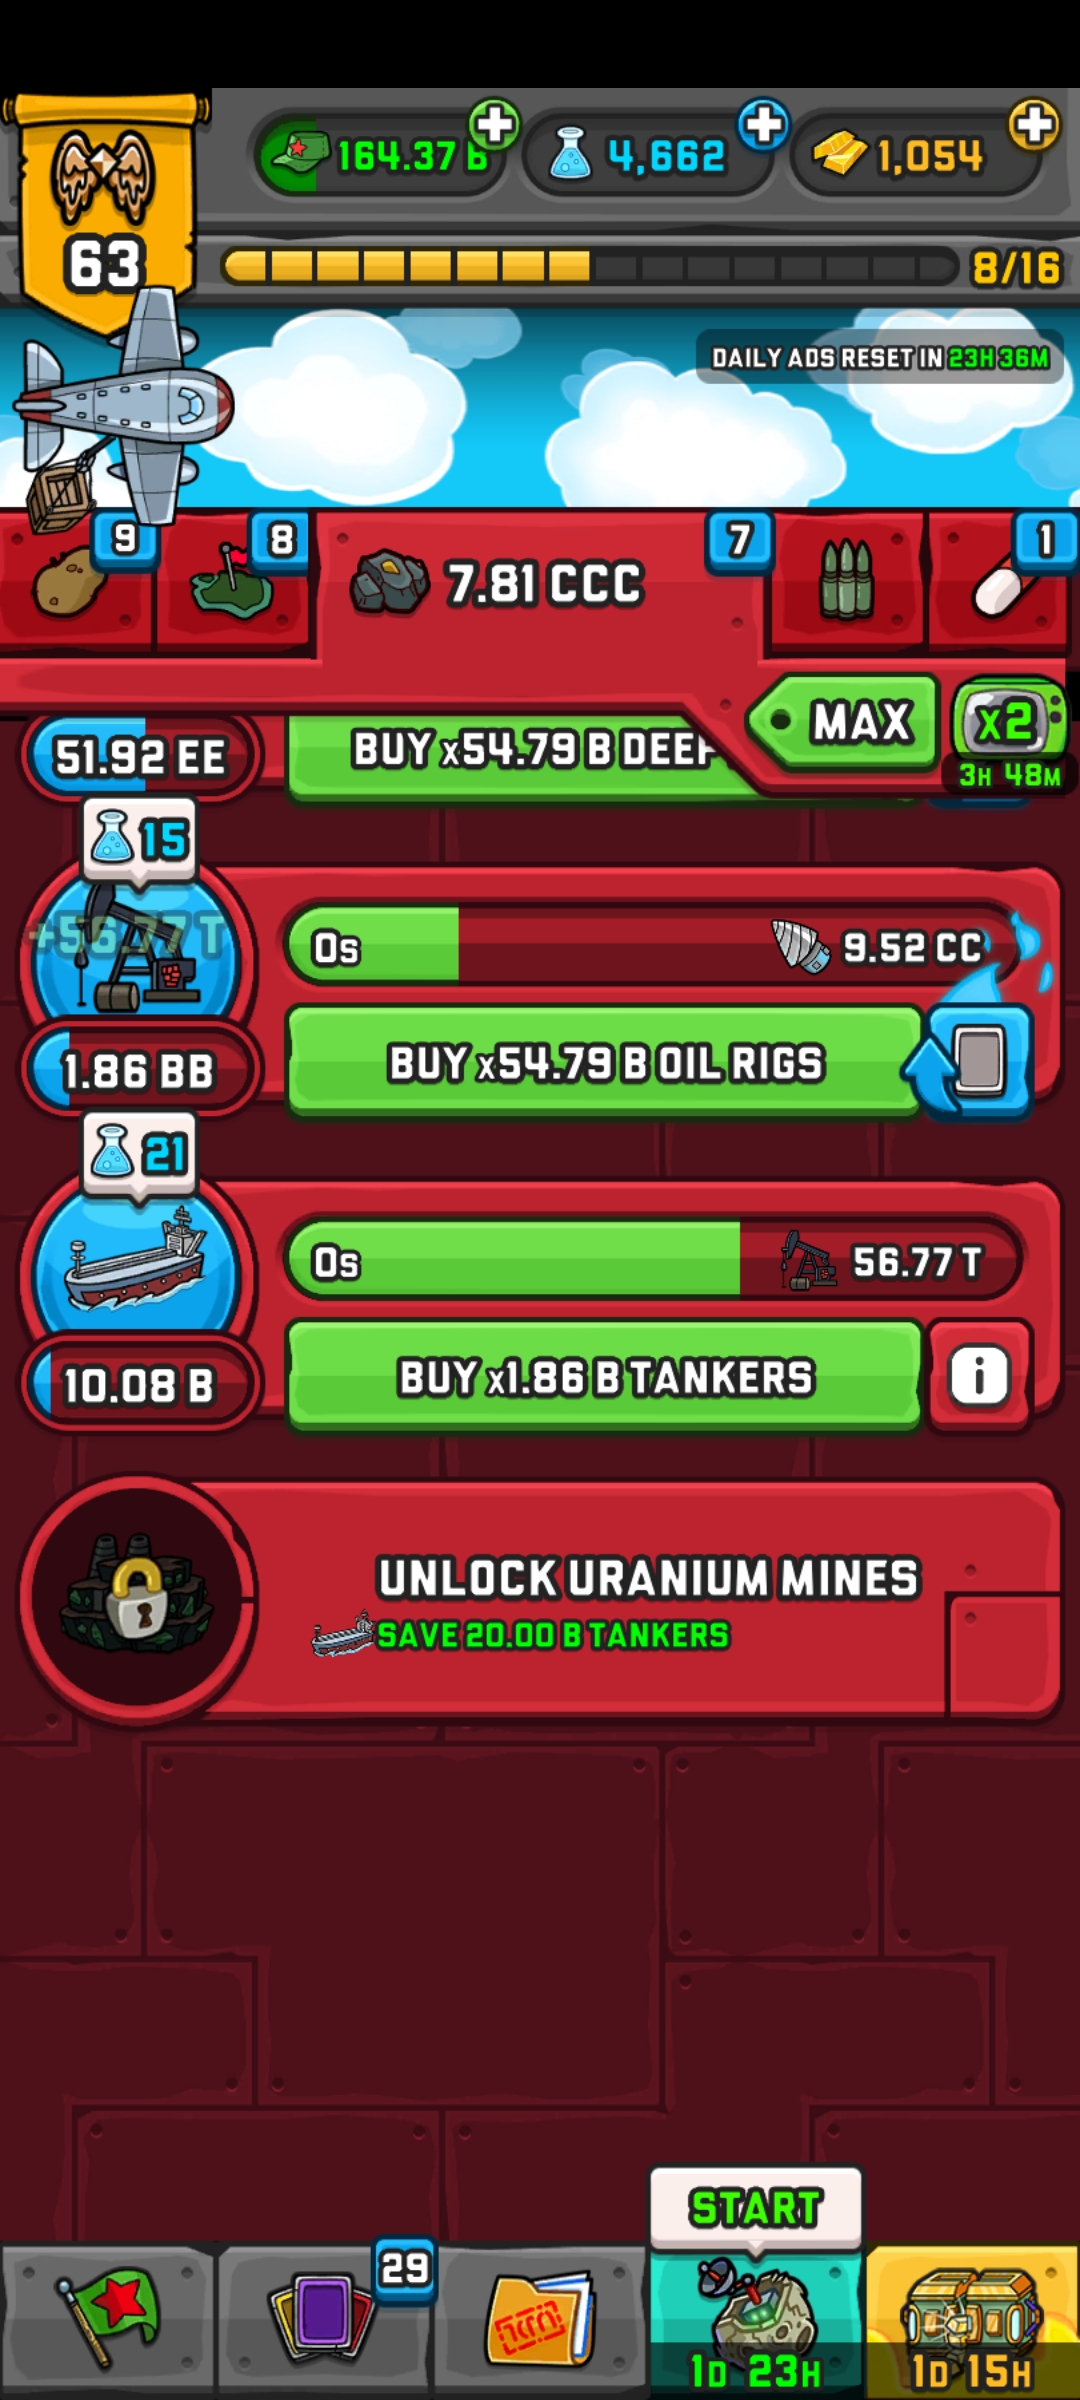 164.37 B
4,662
1,054
63
8/16
DAILY ADS RESET IN 23H 36M
9
8
7.81 CCC
7
1
MAX
x2
3H 48M
51.92 EE
BUY x54.79 B DEEP
15
+56.77 T
0s
9.52 CC
1.86 BB
BUY x54.79 B OIL RIGS
21
0s
56.77 T
10.08 B
BUY x1.86 B TANKERS
i
UNLOCK URANIUM MINES
SAVE 20.00 B TANKERS
START
29
1D 23H
1D 15H